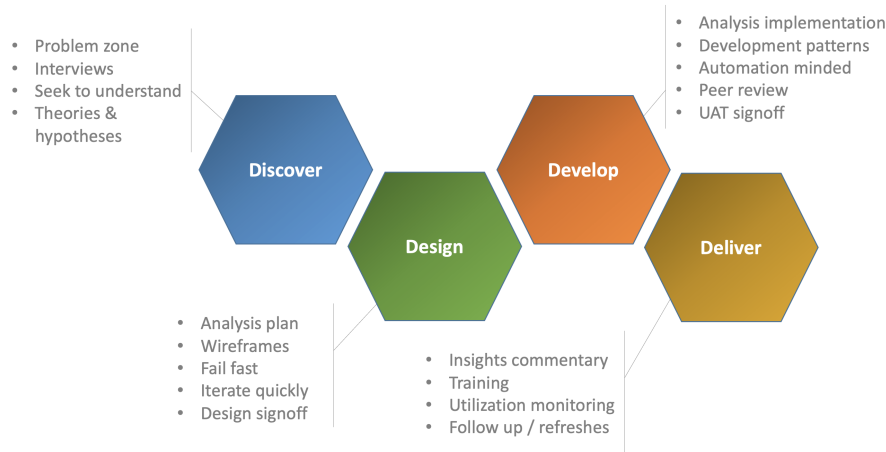 • Problem zone
• Interviews
• Seek to understand
• Theories &
hypotheses
Discover
• Analysis plan
• Wireframes
• Fail fast
• Iterate quickly
• Design signoff
Design
• Analysis implementation
• Development patterns
• Automation minded
• Peer review
• UAT signoff
Develop
• Insights commentary
• Training
• Utilization monitoring
• Follow up / refreshes
Deliver